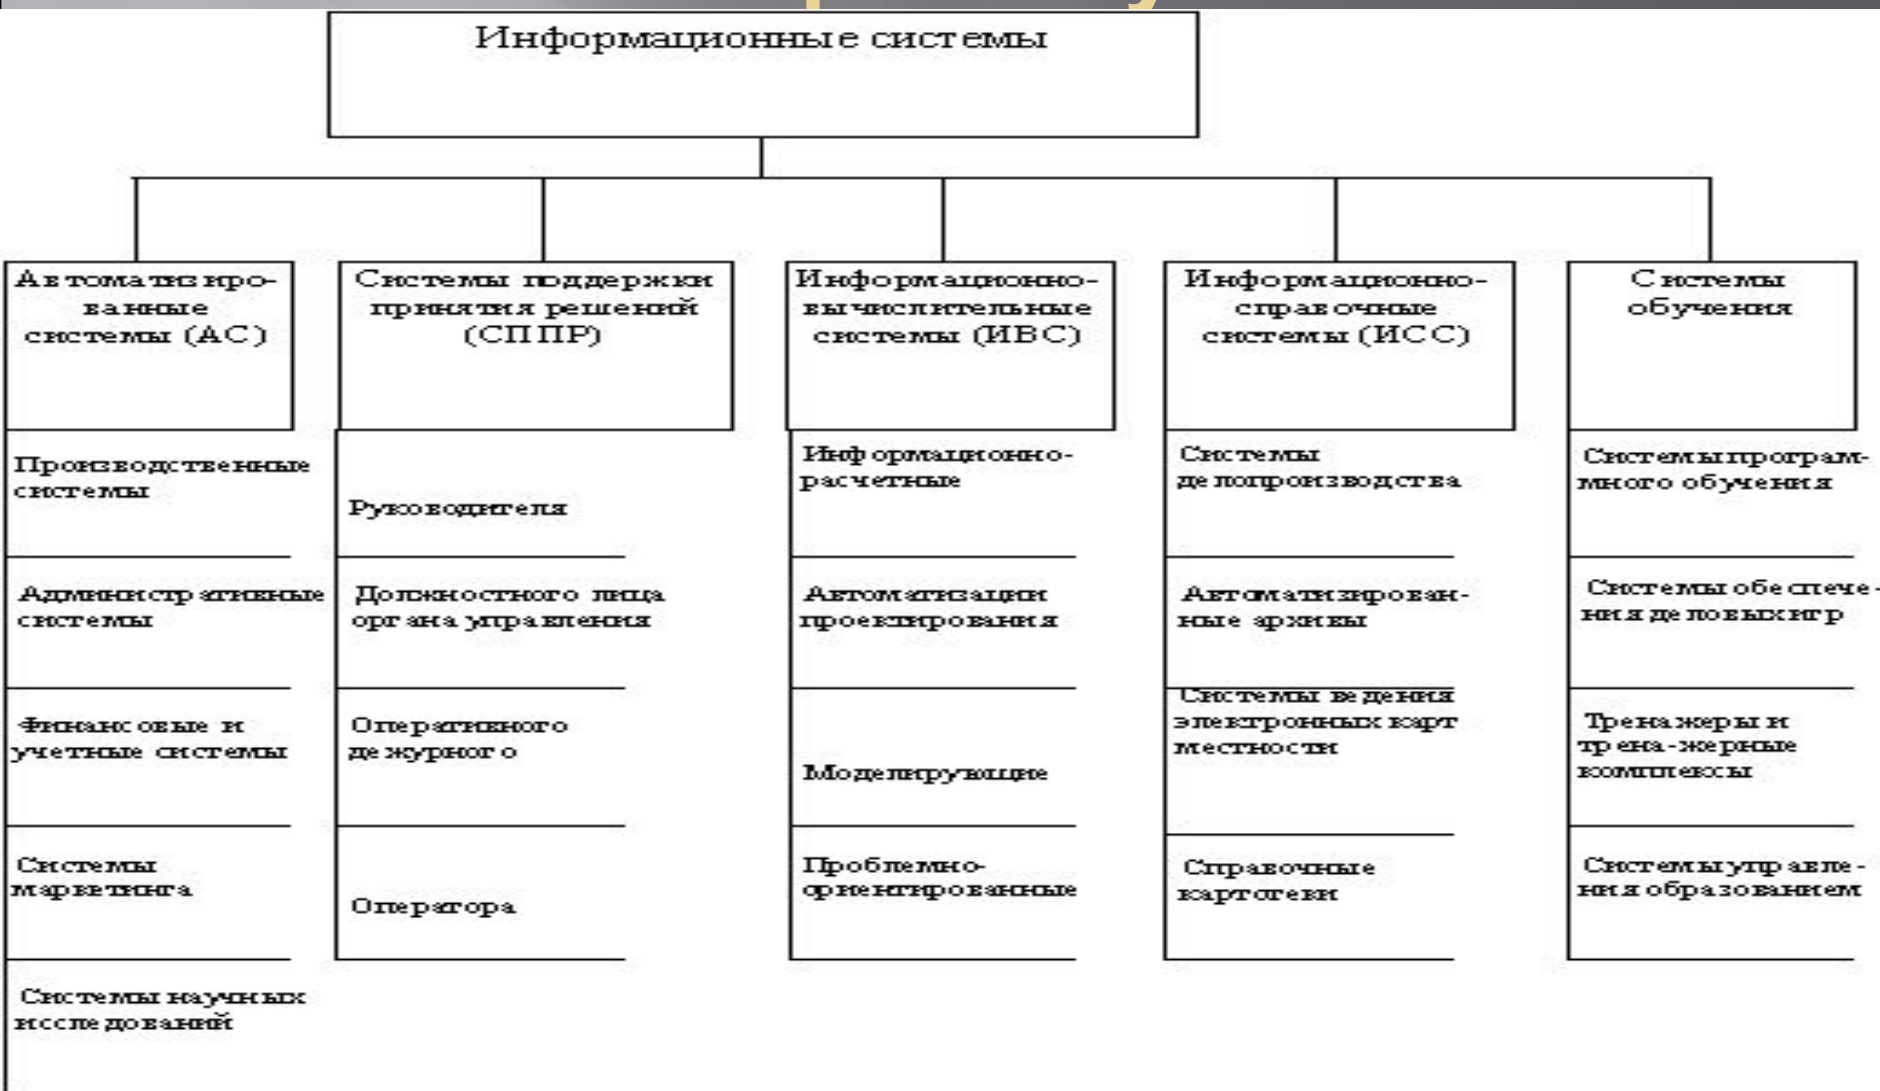 Информационные системы
Автоматизиро-
ванные
системы (АС)
Производственные
системы
Административные
системы
Финансовые и
учетные системы
Системы
маркетинга
Системы научных
исследований
Системы поддержки
принятия решений
(СППР)
Руководителя
Должностного лица
органа управления
Оперативного
дежурного
Оператора
Информационно-
вычислительные
системы (ИВС)
Информационно-
расчетные
Автоматизации
проектирования
Моделирующие
Проблемно-
ориентированные
Информационно-
справочные
системы (ИСС)
Системы
делопроизводства
Автоматизирован-
ные архивы
Системы ведения
электронных карт
местности
Справочные
картотеки
Системы
обучения
Системы програм-
много обучения
Системы обеспече-
ния деловых игр
Тренажеры и
трена-жерные
комплексы
Системы управле-
ния образованием